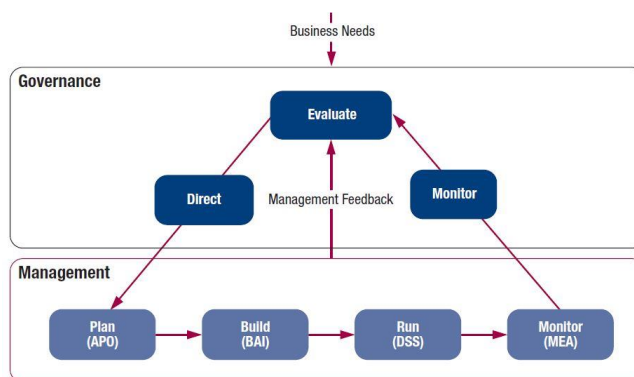 Business Needs
Governance
Evaluate
Direct
Management Feedback
Monitor
Management
Plan
(APO)
Build
(BAI)
Run
(DSS)
Monitor
(MEA)